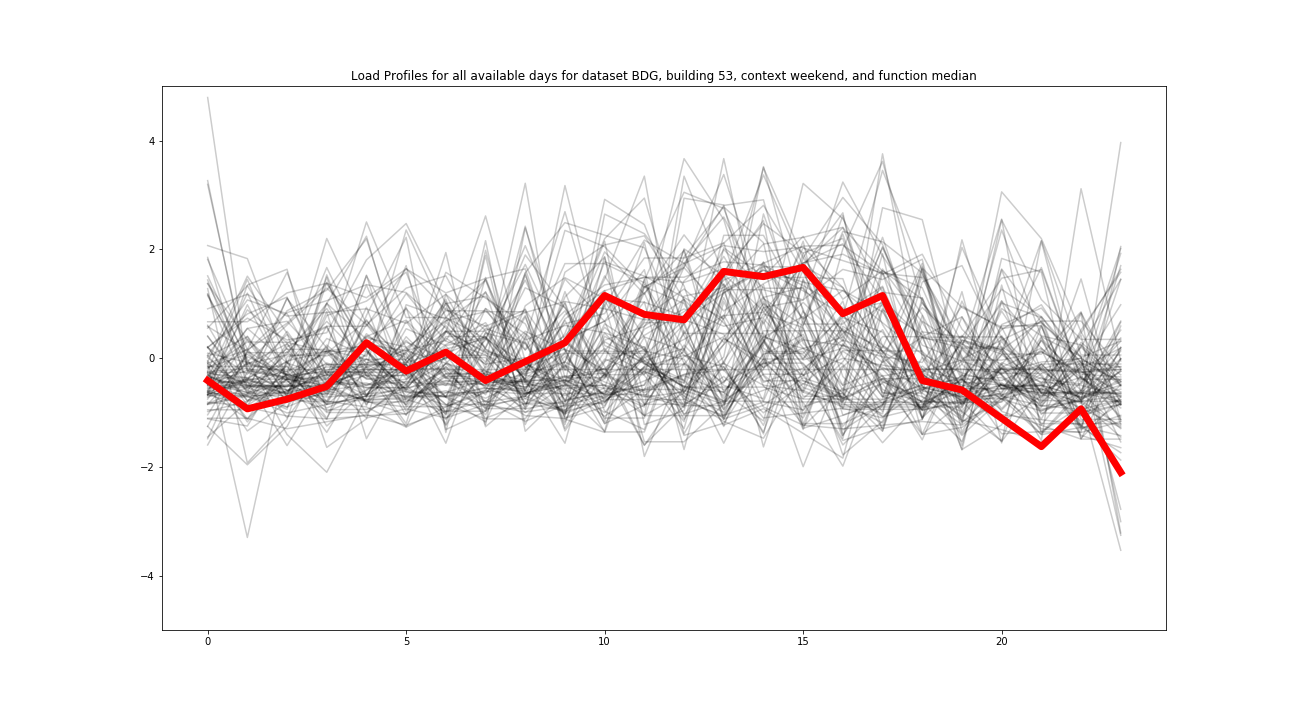 Load Profiles for all available days for dataset BDG, building 53, context weekend, and function median
4
2
0
−2
−4
0 5 10 15 20